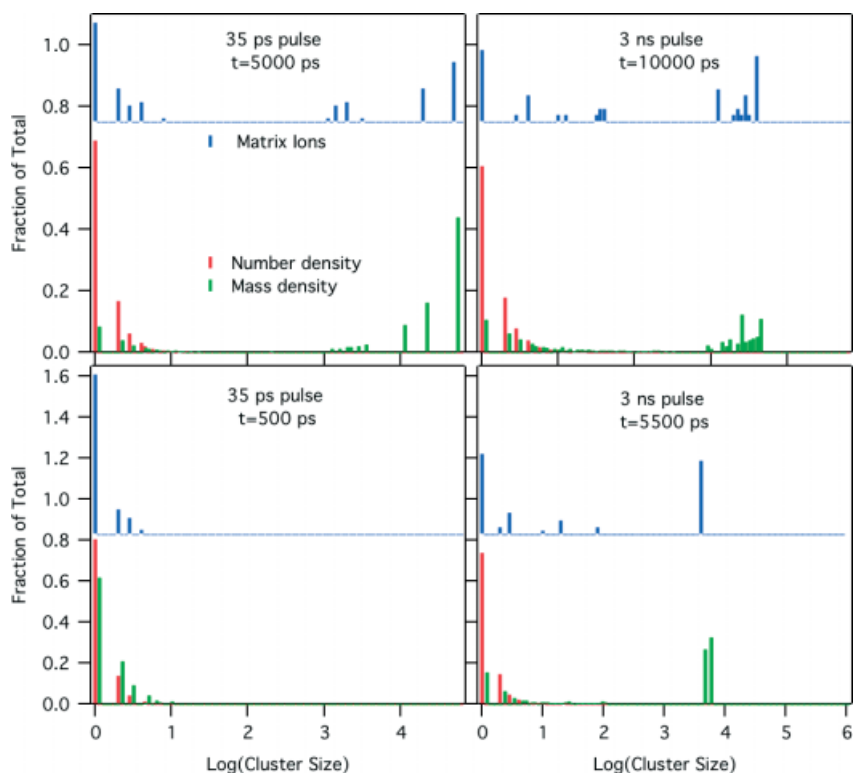 35 ps pulse
t=5000 ps
3 ns pulse
t=10000 ps
1.0
0.8
0.6
0.4
0.2
0.0
Fraction of Total
Matrix Ions
Number density
Mass density
35 ps pulse
t=500 ps
3 ns pulse
t=5500 ps
1.6
1.4
1.2
1.0
0.8
0.6
0.4
0.2
0.0
Fraction of Total
0 1 2 3 4
0 1 2 3 4 5 6
Log(Cluster Size)
Log(Cluster Size)